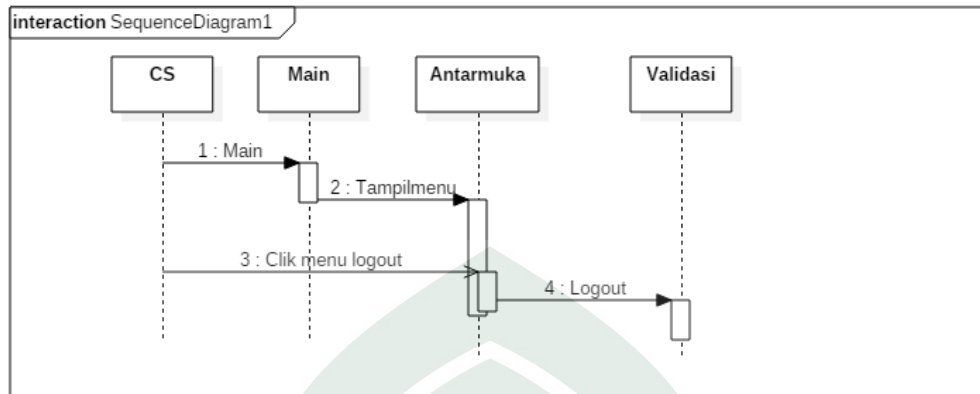 interaction SequenceDiagram1
CS
Main
Antarmuka
Validasi
1 : Main
2 : Tampilmenu
3 : Clik menu logout
4 : Logout